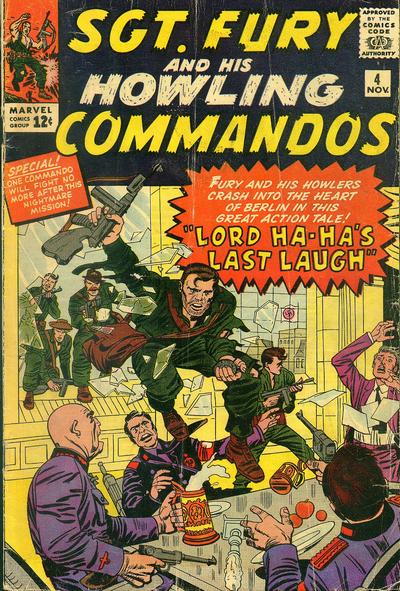 SGT. FURY
AND HIS
HOWLING
COMMANDOS
APPROVED
BY THE
COMICS
CODE
AUTHORITY
4
NOV.
MARVEL
COMICS
GROUP
12¢
SPECIAL!
ONE COMMANDO
WILL FIGHT NO
MORE AFTER THIS
NIGHTMARE
MISSION!
FURY AND HIS HOWLERS
CRASH INTO THE HEART
OF BERLIN IN THIS
GREAT ACTION TALE!
"LORD HA-HA'S
LAST LAUGH"